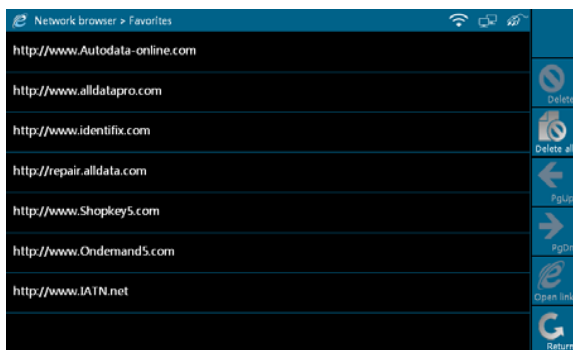 Network browser > Favorites
http://www.Autodata-online.com
http://www.alldatapro.com
http://www.identifix.com
http://repair.alldata.com
http://www.Shopkey5.com
http://www.Ondemand5.com
http://www.IATN.net
Delete
Delete all
PgUp
PgDn
Open link
Return